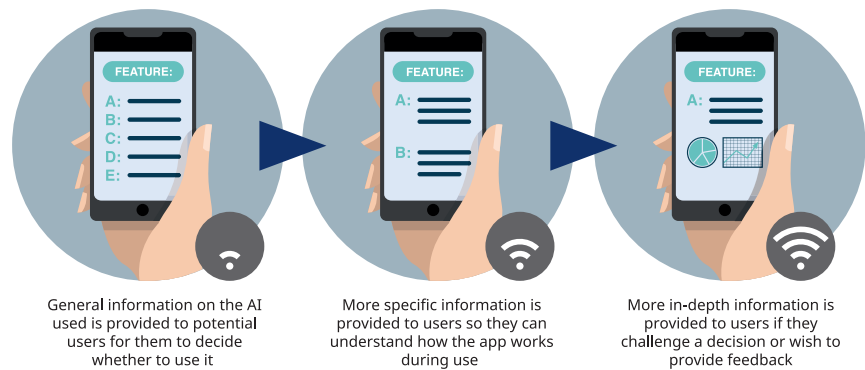 FEATURE:
A:
B:
C:
D:
E:
FEATURE:
A:
B:
FEATURE:
A:
General information on the AI
used is provided to potential
users for them to decide
whether to use it
More specific information is
provided to users so they can
understand how the app works
during use
More in-depth information is
provided to users if they
challenge a decision or wish to
provide feedback